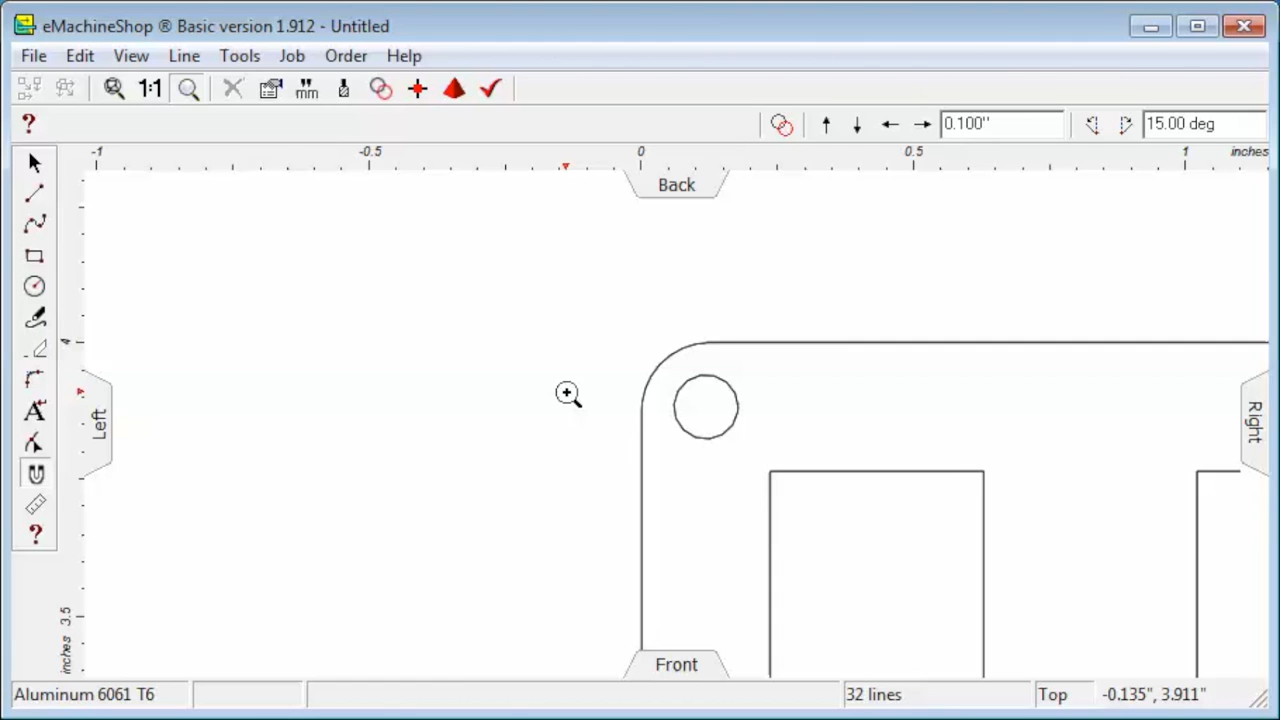 eMachineShop ® Basic version 1.912 - Untitled
File Edit View Line Tools Job Order Help
1:1 mm
? 0.100" 15.00 deg
-1 -0.5 0 0.5 1 inches
Back
4
Left
Right
A
3.5
?
inches
Front
Aluminum 6061 T6 32 lines Top -0.135", 3.911"